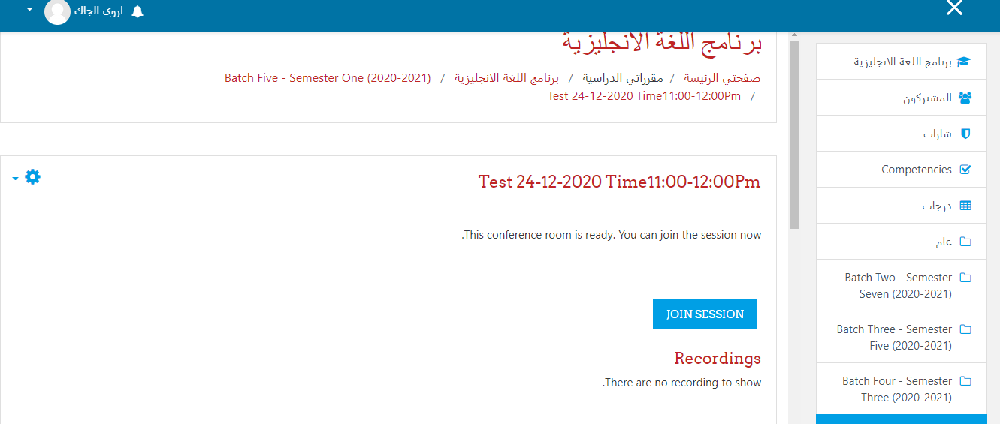 اروى الجاك
برنامج اللغة الانجليزية
صفحتي الرئيسة / مقرراتي الدراسية / برنامج اللغة الانجليزية / Batch Five - Semester One (2020-2021)
/ Test 24-12-2020 Time11:00-12:00Pm
Test 24-12-2020 Time11:00-12:00Pm
.This conference room is ready. You can join the session now
JOIN SESSION
Recordings
.There are no recording to show
برنامج اللغة الانجليزية
المشتركون
شارات
Competencies
درجات
عام
Batch Two - Semester
Seven (2020-2021)
Batch Three - Semester
Five (2020-2021)
Batch Four - Semester
Three (2020-2021)